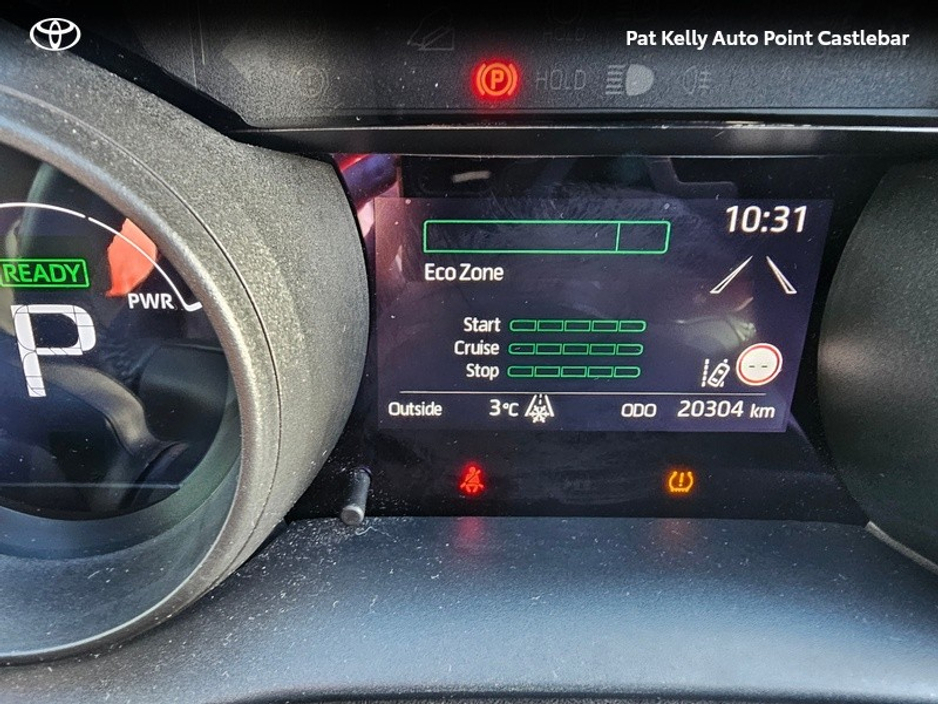 Pat Kelly Auto Point Castlebar
P HOLD
10:31
READY
Eco Zone
PWR
P
Start
Cruise
Stop
--
Outside 3°C ODO 20304 km